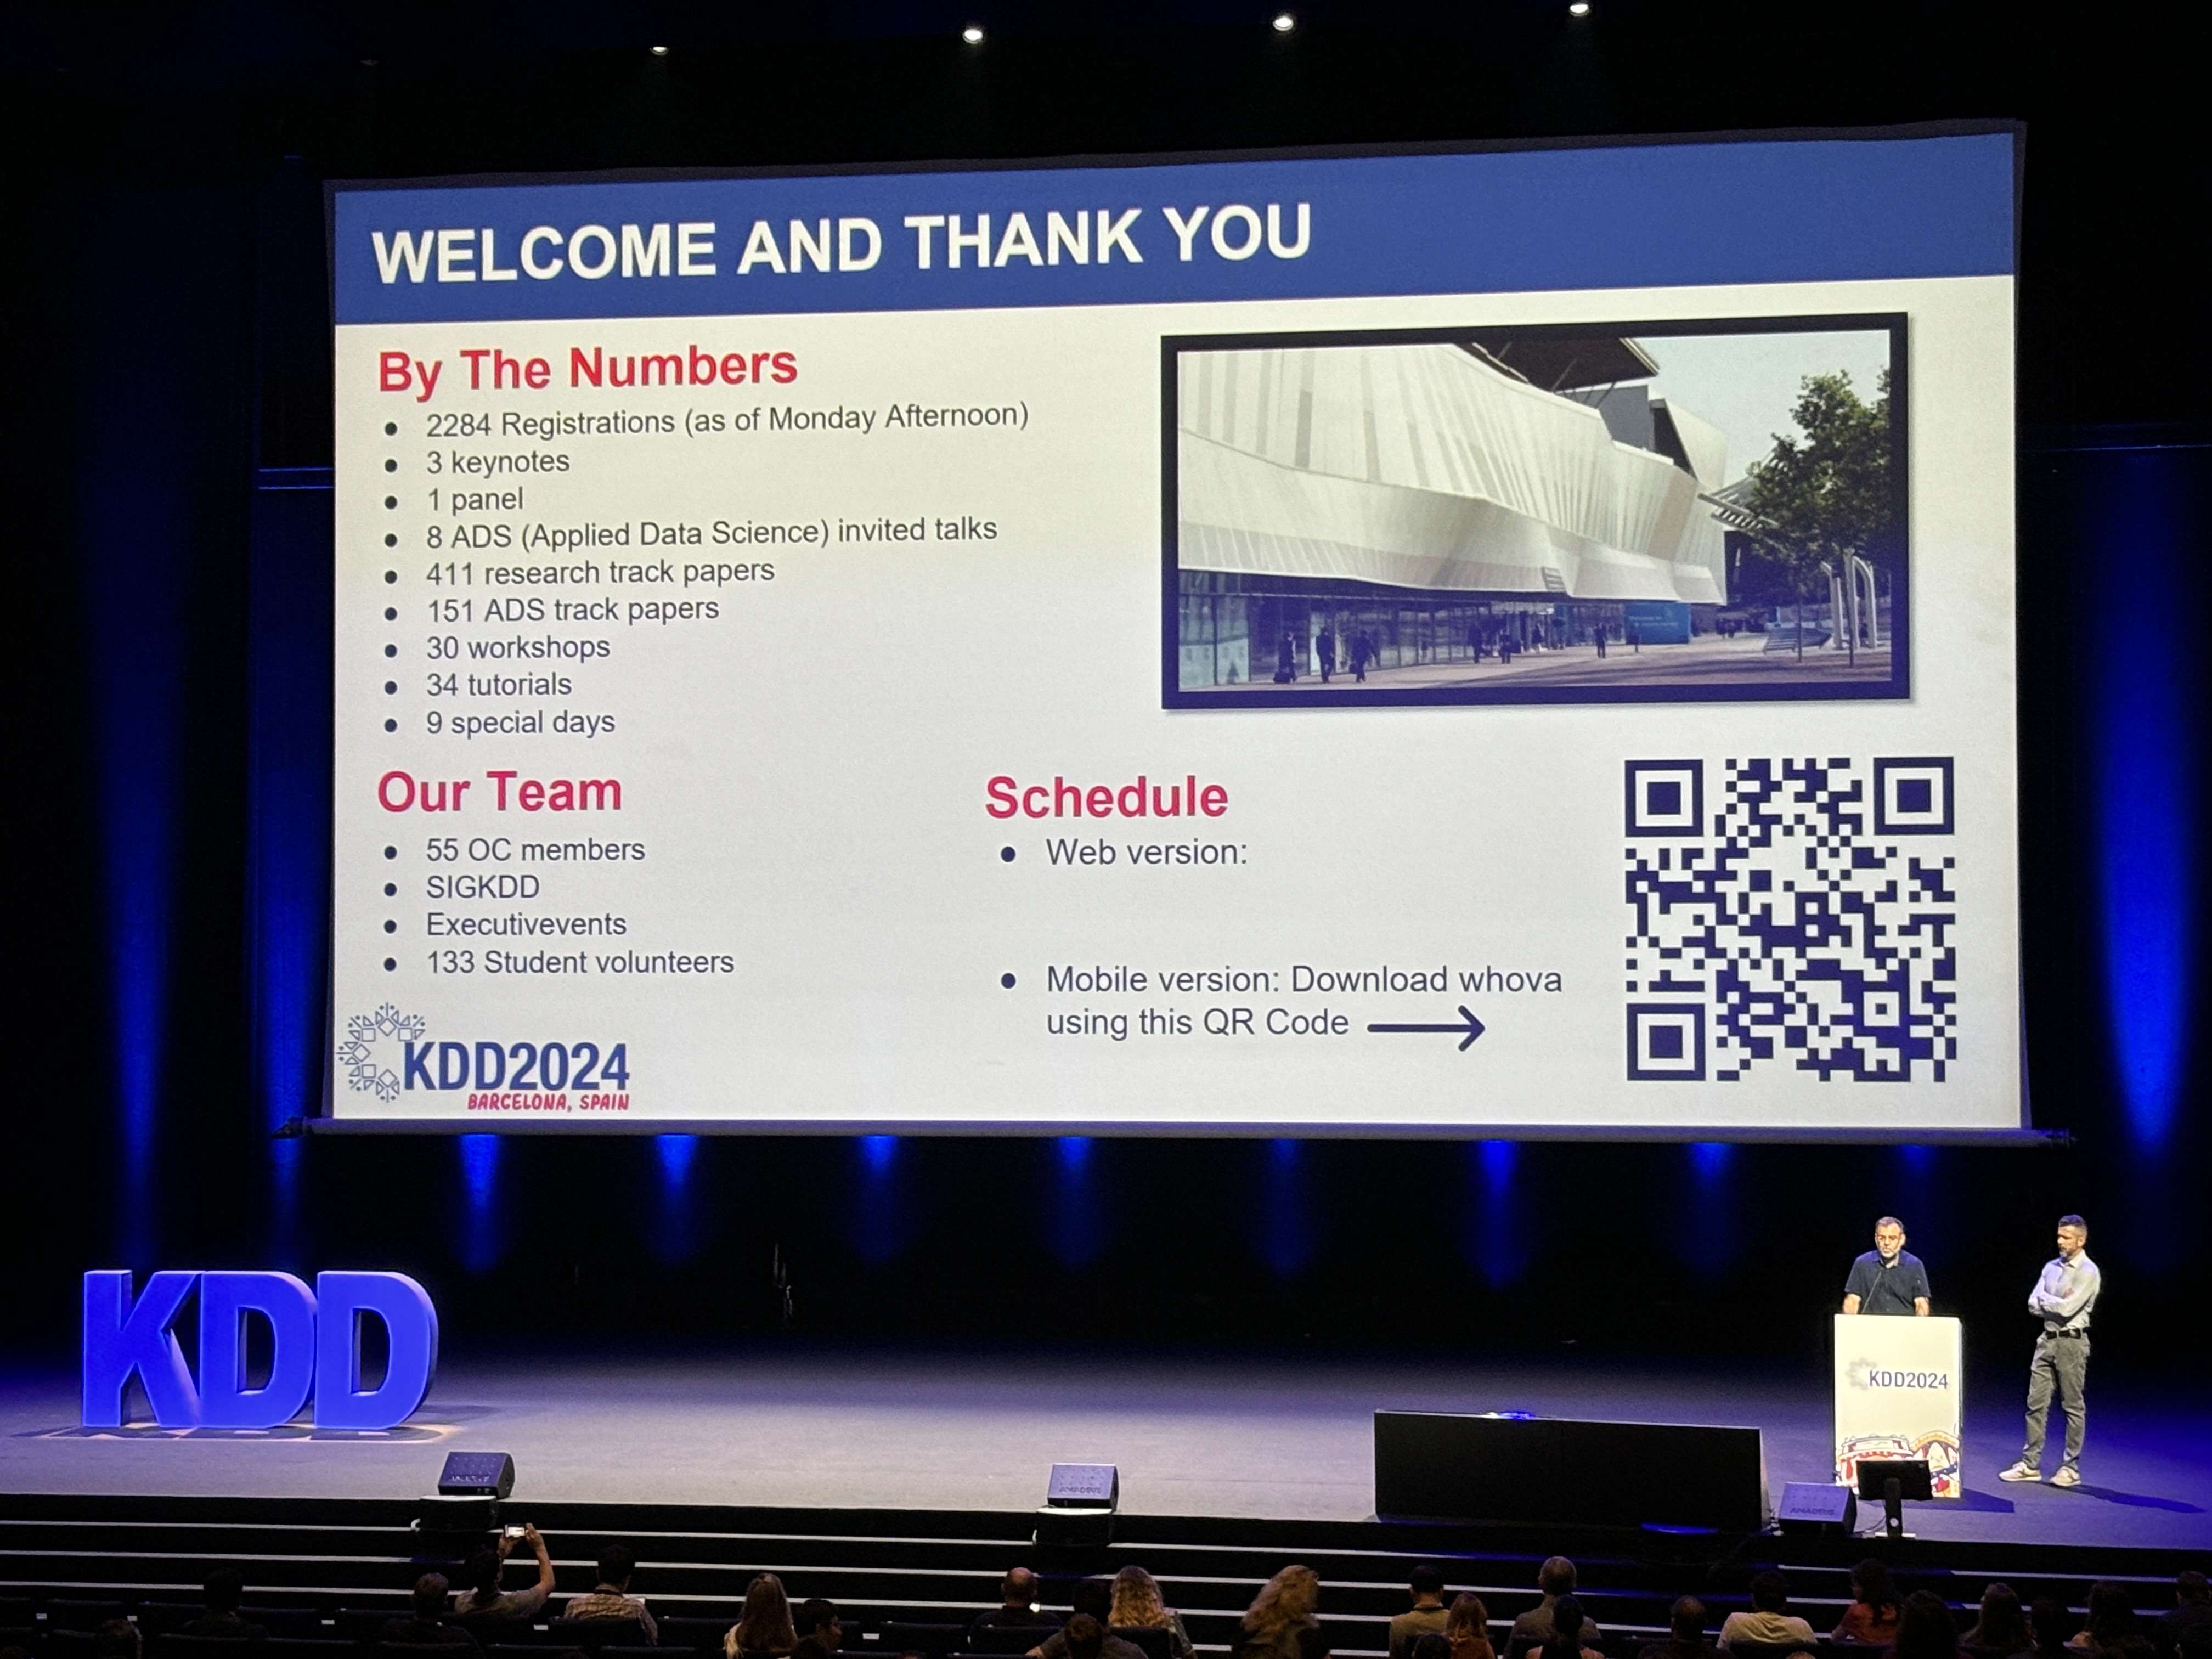 WELCOME AND THANK YOU
By The Numbers
2284 Registrations (as of Monday Afternoon)
3 keynotes
1 panel
8 ADS (Applied Data Science) invited talks
411 research track papers
151 ADS track papers
30 workshops
34 tutorials
9 special days
Our Team
55 OC members
SIGKDD
Executivevents
133 Student volunteers
Schedule
Web version:
Mobile version: Download whova
using this QR Code
KDD2024
BARCELONA, SPAIN
KDD
KDD2024